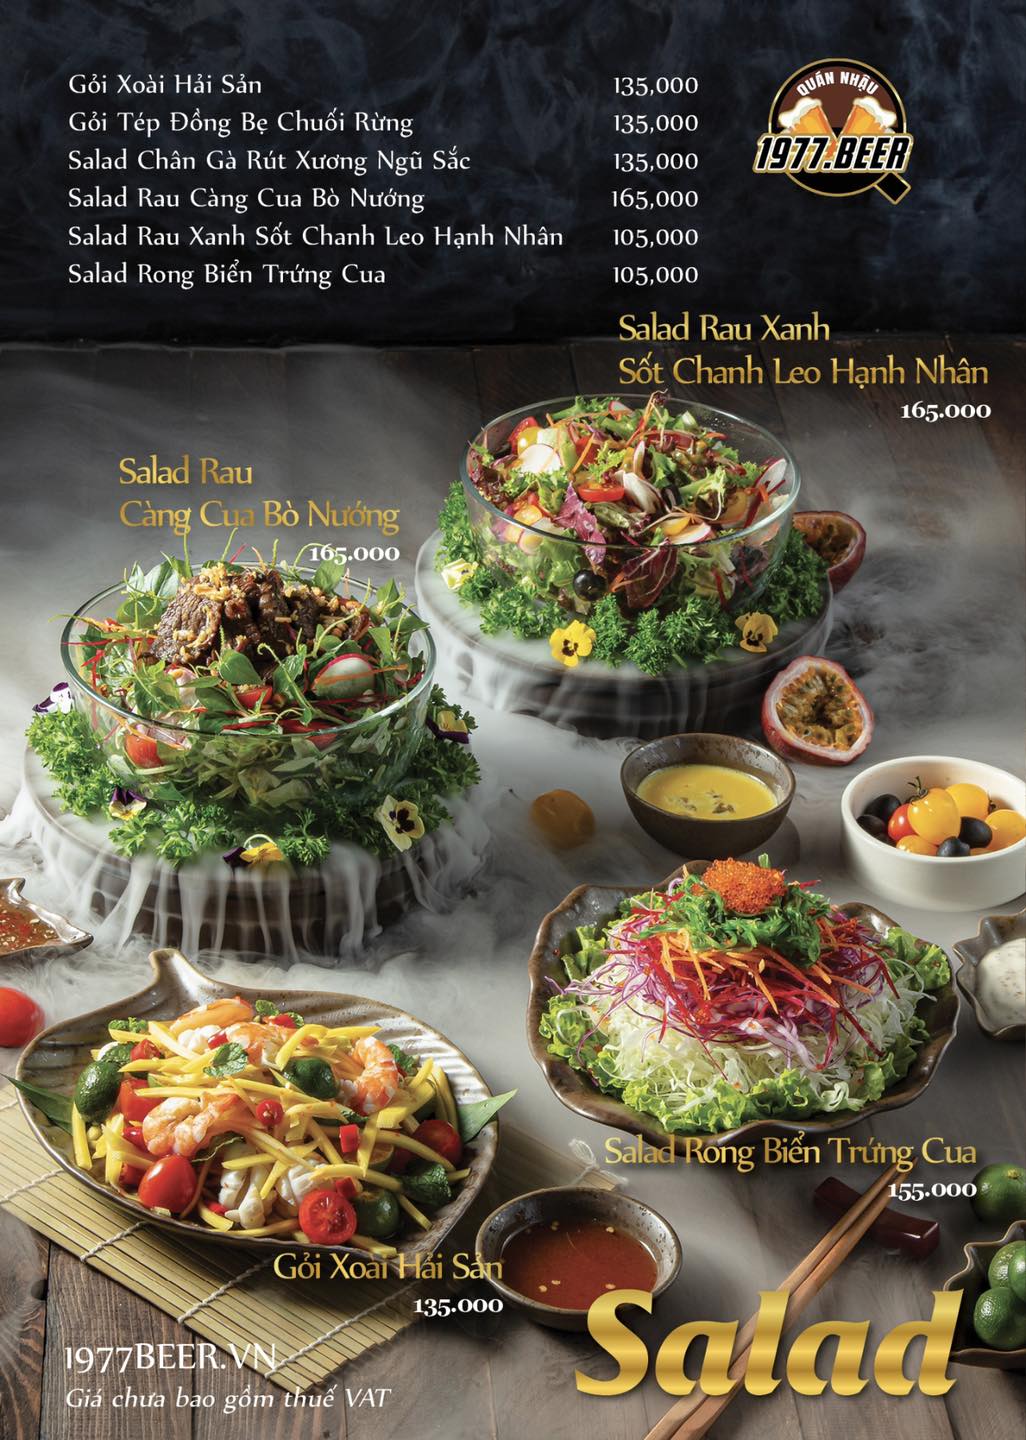 Gỏi Xoài Hải Sản 135,000
Gỏi Tép Đồng Bẹ Chuối Rừng 135,000
Salad Chân Gà Rút Xương Ngũ Sắc 135,000
Salad Rau Càng Cua Bò Nướng 165,000
Salad Rau Xanh Sốt Chanh Leo Hạnh Nhân 105,000
Salad Rong Biển Trứng Cua 105,000
QUÁN NHẬU
1977.BEER
Salad Rau Xanh
Sốt Chanh Leo Hạnh Nhân
165.000
Salad Rau
Càng Cua Bò Nướng
165.000
Salad Rong Biển Trứng Cua
155.000
Gỏi Xoài Hải Sản
135.000
Salad
1977BEER.VN
Giá chưa bao gồm thuế VAT